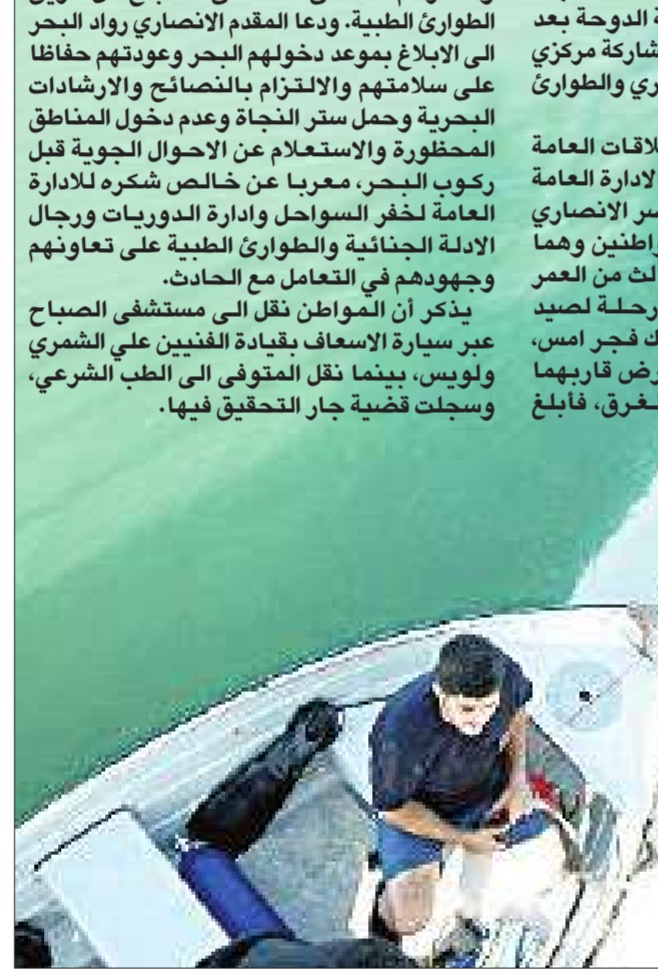 ة الدوحة بعد
شاركة مركزي
ري والطوارئ
لاقات العامة
الادارة العامة
صر الانصاري
واطنين وهما
الث من العمر
رحلة لصيد
ك فجر امس،
رض قاربهما
لغرق، فأبلغ
الطوارئ الطبية. ودعا المقدم الانصاري رواد البحر
الى الابلاغ بموعد دخولهم البحر وعودتهم حفاظا
على سلامتهم والالتزام بالنصائح والارشادات
البحرية وحمل ستر النجاة وعدم دخول المناطق
المحظورة والاستعلام عن الاحوال الجوية قبل
ركوب البحر، معربا عن خالص شكره للادارة
العامة لخفر السواحل وادارة الدوريات ورجال
الادلة الجنائية والطوارئ الطبية على تعاونهم
وجهودهم في التعامل مع الحادث.
يذكر أن المواطن نقل الى مستشفى الصباح
عبر سيارة الاسعاف بقيادة الفنيين علي الشمري
ولويس، بينما نقل المتوفى الى الطب الشرعي،
وسجلت قضية جار التحقيق فيها.